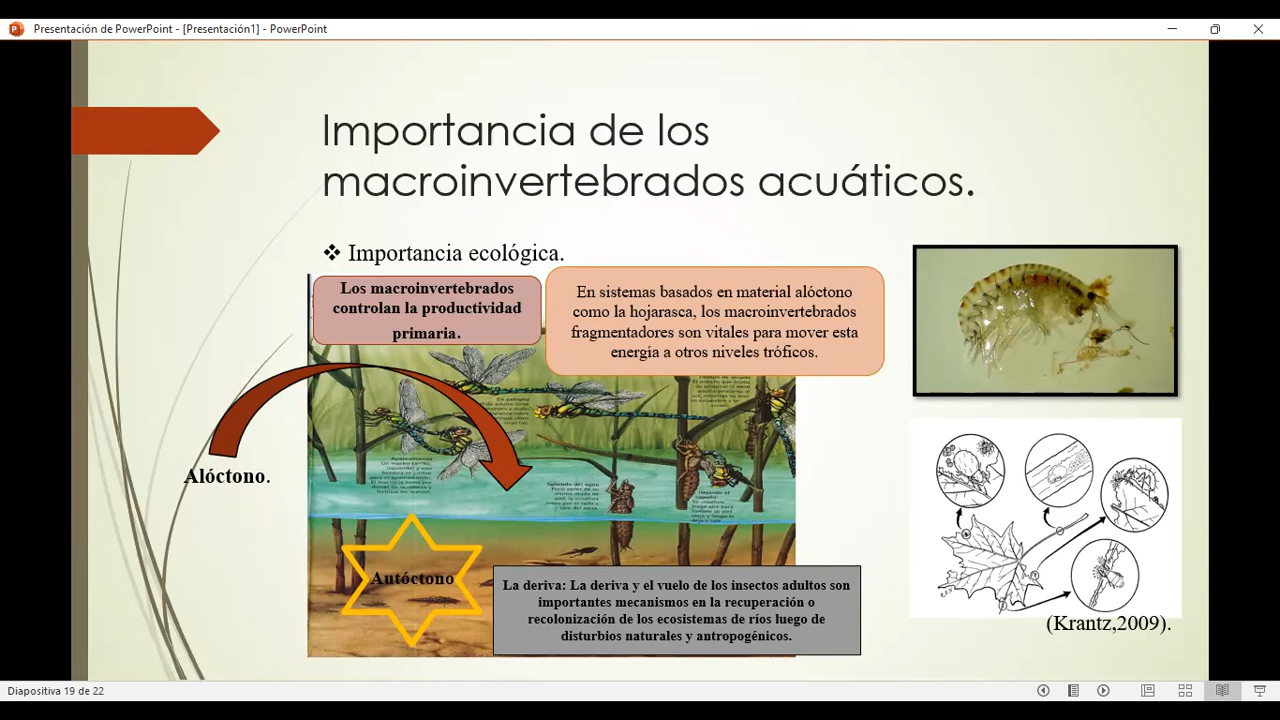 Presentación de PowerPoint - [Presentación1] - PowerPoint
Importancia de los
macroinvertebrados acuáticos.
❖ Importancia ecológica.
Los macroinvertebrados
controlan la productividad
primaria.
En sistemas basados en material alóctono
como la hojarasca, los macroinvertebrados
fragmentadores son vitales para mover esta
energía a otros niveles tróficos.
Alóctono.
Autóctono
La deriva: La deriva y el vuelo de los insectos adultos son
importantes mecanismos en la recuperación o
recolonización de los ecosistemas de ríos luego de
disturbios naturales y antropogénicos.
(Krantz,2009).
Diapositiva 19 de 22